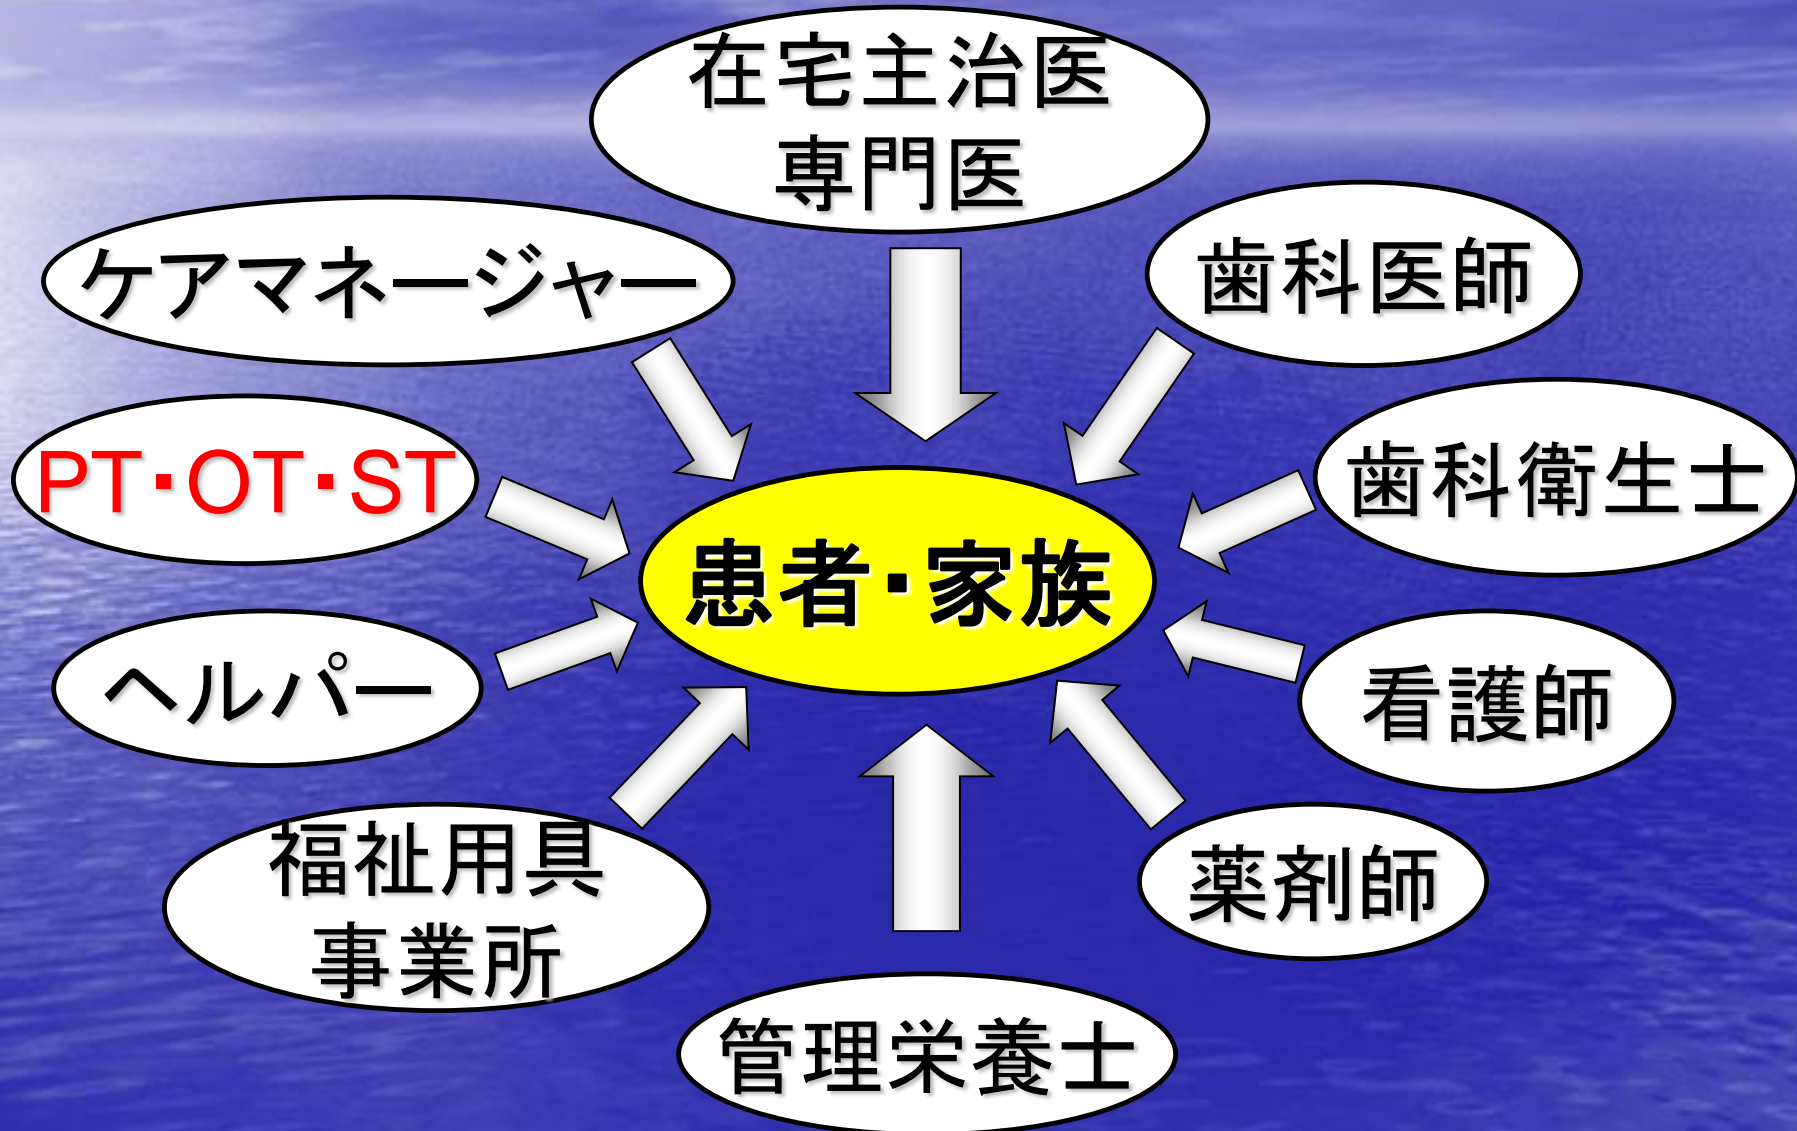 在宅主治医
専門医
ケアマネージャー
歯科医師
PT・OT・ST
歯科衛生士
患者・家族
ヘルパー
看護師
福祉用具
事業所
薬剤師
管理栄養士